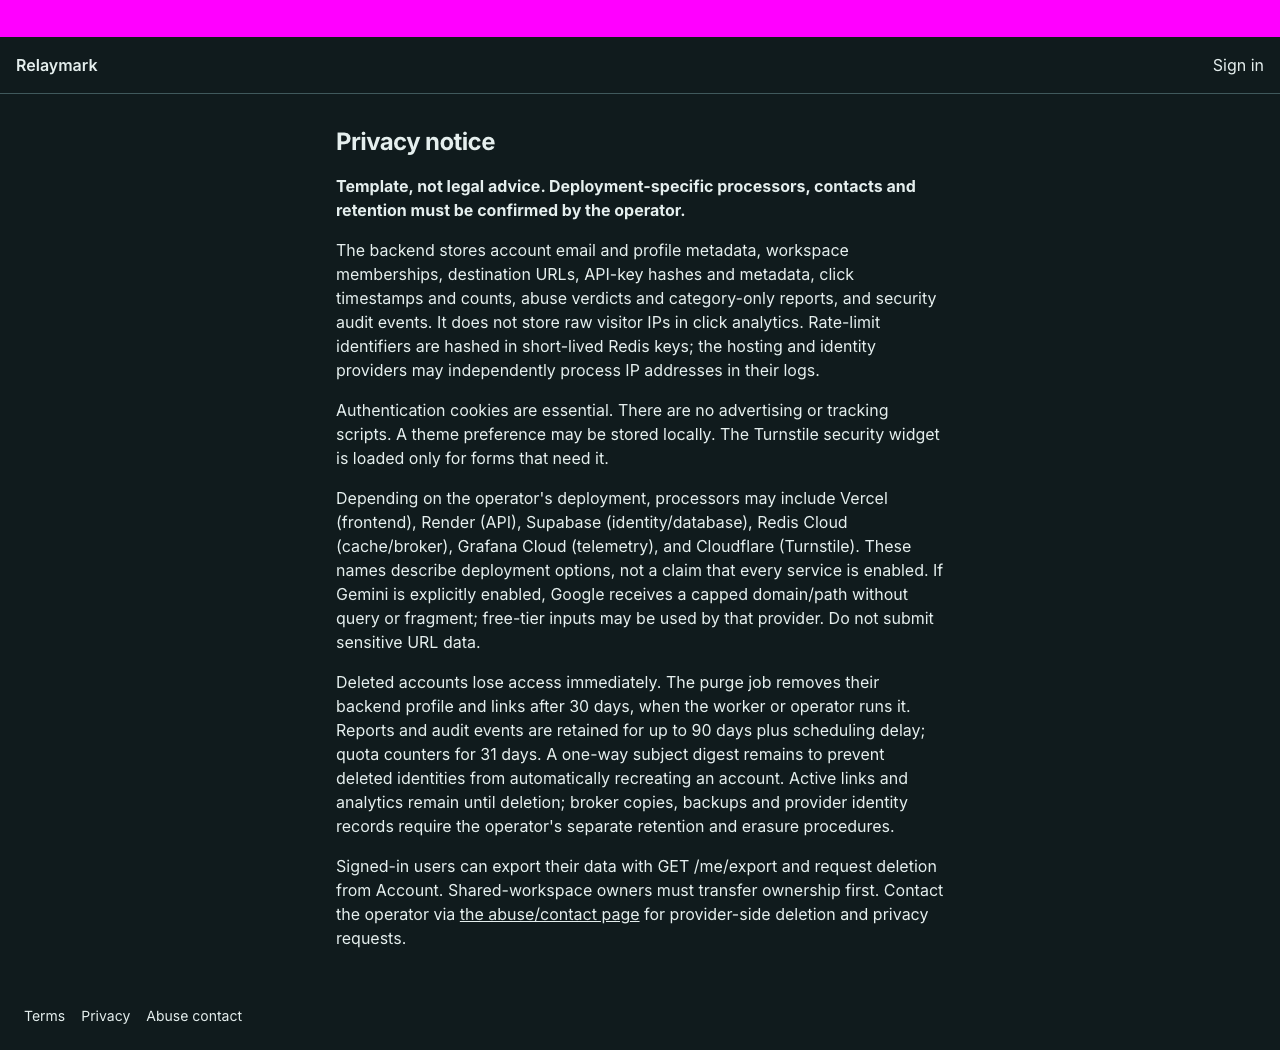 Relaymark
Sign in
Privacy notice
Template, not legal advice. Deployment-specific processors, contacts and
retention must be confirmed by the operator.
The backend stores account email and profile metadata, workspace
memberships, destination URLs, API-key hashes and metadata, click
timestamps and counts, abuse verdicts and category-only reports, and security
audit events. It does not store raw visitor IPs in click analytics. Rate-limit
identifiers are hashed in short-lived Redis keys; the hosting and identity
providers may independently process IP addresses in their logs.
Authentication cookies are essential. There are no advertising or tracking
scripts. A theme preference may be stored locally. The Turnstile security widget
is loaded only for forms that need it.
Depending on the operator's deployment, processors may include Vercel
(frontend), Render (API), Supabase (identity/database), Redis Cloud
(cache/broker), Grafana Cloud (telemetry), and Cloudflare (Turnstile). These
names describe deployment options, not a claim that every service is enabled. If
Gemini is explicitly enabled, Google receives a capped domain/path without
query or fragment; free-tier inputs may be used by that provider. Do not submit
sensitive URL data.
Deleted accounts lose access immediately. The purge job removes their
backend profile and links after 30 days, when the worker or operator runs it.
Reports and audit events are retained for up to 90 days plus scheduling delay;
quota counters for 31 days. A one-way subject digest remains to prevent
deleted identities from automatically recreating an account. Active links and
analytics remain until deletion; broker copies, backups and provider identity
records require the operator's separate retention and erasure procedures.
Signed-in users can export their data with GET /me/export and request deletion
from Account. Shared-workspace owners must transfer ownership first. Contact
the operator via the abuse/contact page for provider-side deletion and privacy
requests.
Terms
Privacy
Abuse contact